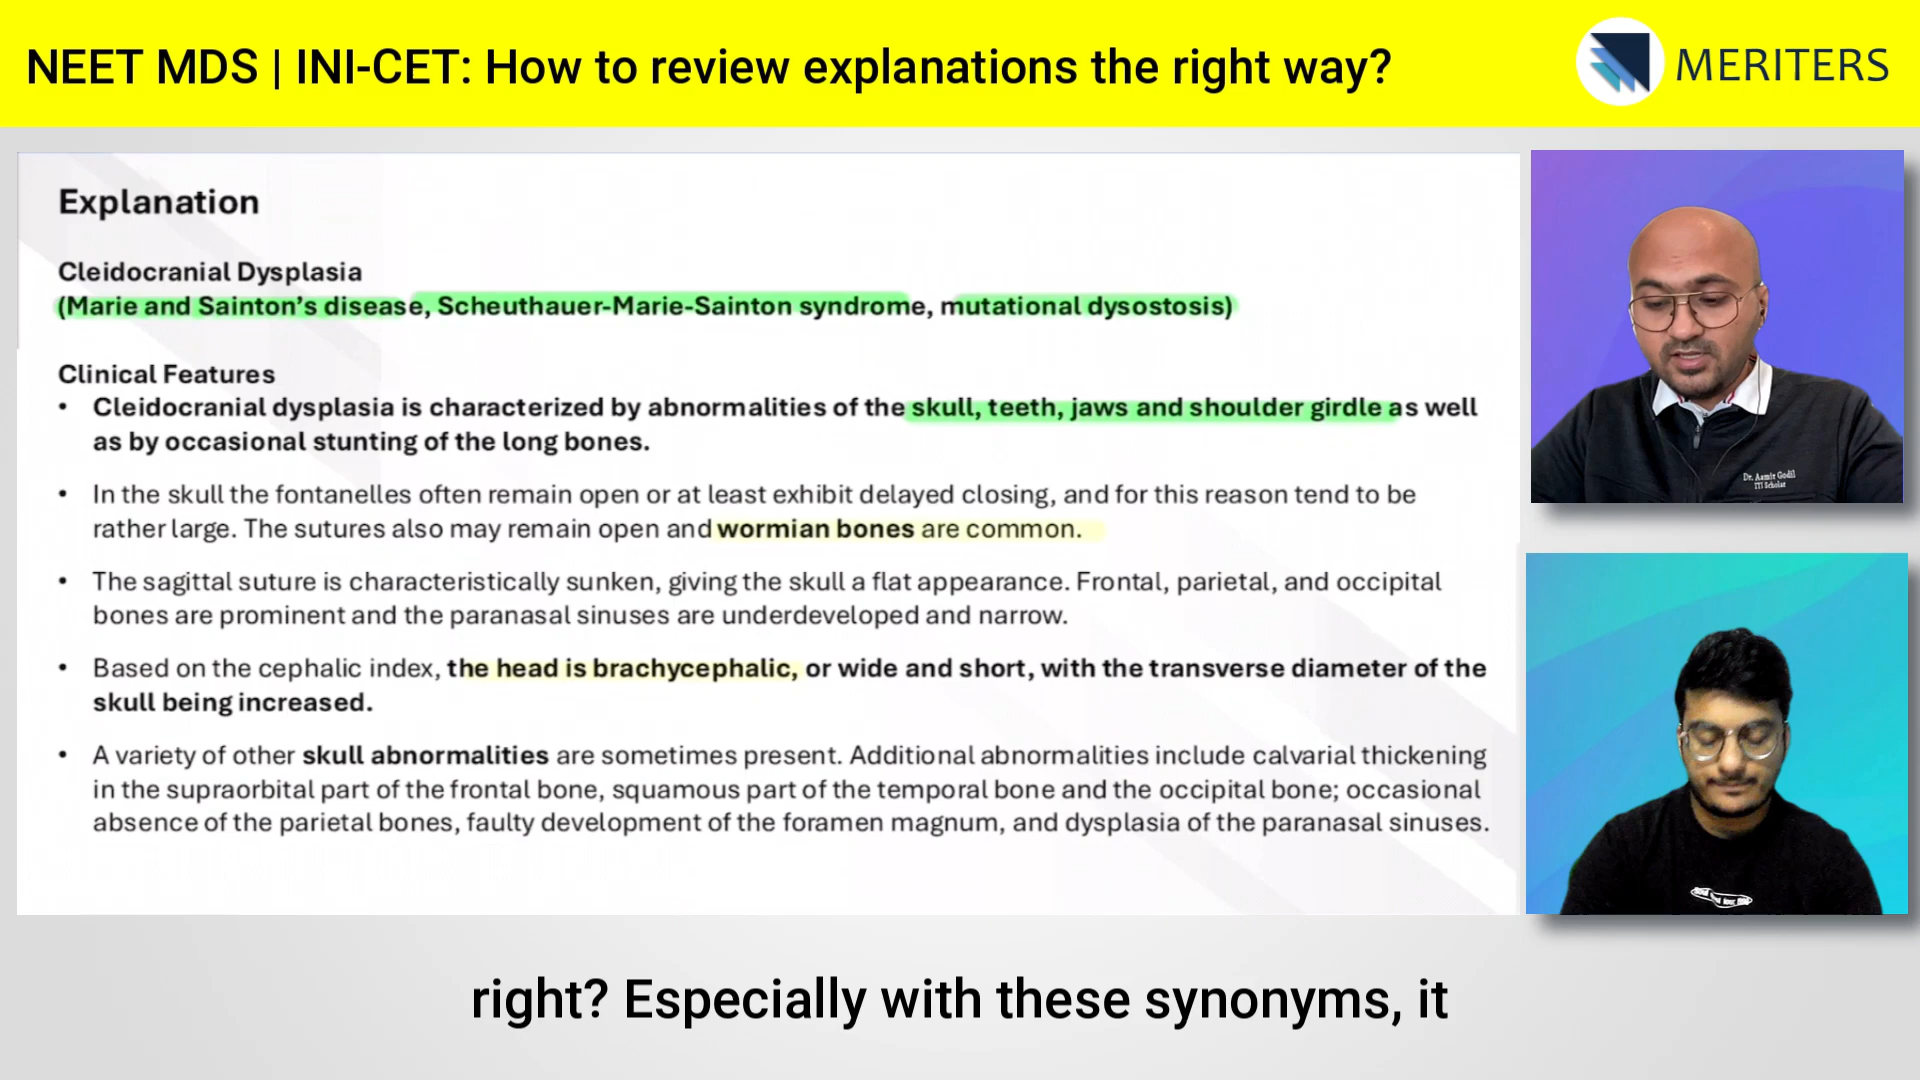 NEET MDS | INI-CET: How to review explanations the right way?
MERITERS
Explanation
Cleidocranial Dysplasia
(Marie and Sainton's disease, Scheuthauer-Marie-Sainton syndrome, mutational dysostosis)
Clinical Features
• Cleidocranial dysplasia is characterized by abnormalities of the skull, teeth, jaws and shoulder girdle as well
as by occasional stunting of the long bones.
• In the skull the fontanelles often remain open or at least exhibit delayed closing, and for this reason tend to be
rather large. The sutures also may remain open and wormian bones are common.
• The sagittal suture is characteristically sunken, giving the skull a flat appearance. Frontal, parietal, and occipital
bones are prominent and the paranasal sinuses are underdeveloped and narrow.
• Based on the cephalic index, the head is brachycephalic, or wide and short, with the transverse diameter of the
skull being increased.
• A variety of other skull abnormalities are sometimes present. Additional abnormalities include calvarial thickening
in the supraorbital part of the frontal bone, squamous part of the temporal bone and the occipital bone; occasional
absence of the parietal bones, faulty development of the foramen magnum, and dysplasia of the paranasal sinuses.
Dr. Aamir Godil
ITI Scholar
right? Especially with these synonyms, it